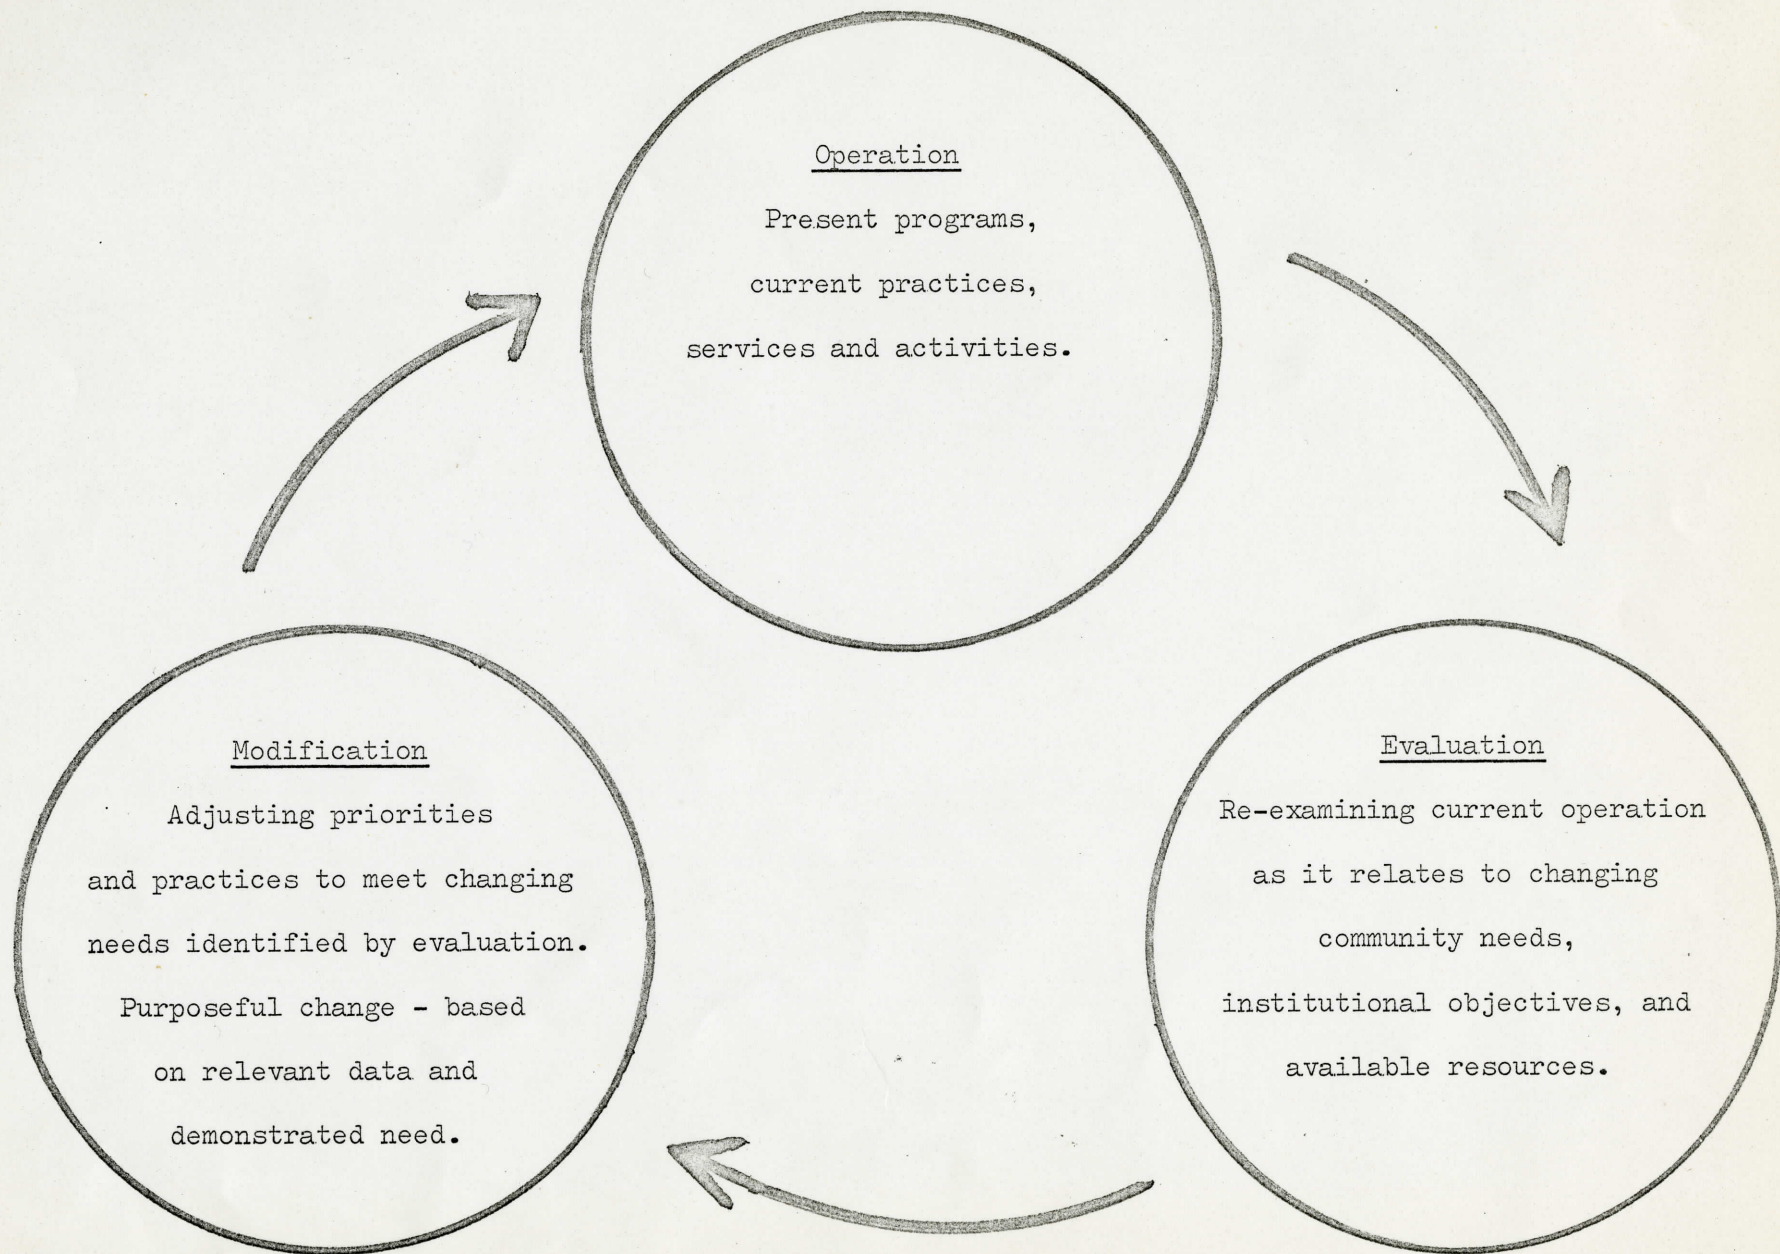 Operation
Present programs,
current practices,
services and activities.
Evaluation
Re-examining current operation
as it relates to changing
community needs,
institutional objectives, and
available resources.
Modification
Adjusting priorities
and practices to meet changing
needs identified by evaluation.
Purposeful change - based
on relevant data and
demonstrated need.